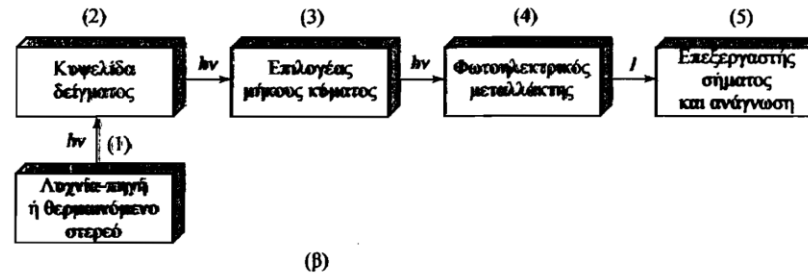 (2)
(3)
(4)
(5)
Κυψελίδα
δείγματος
hν
Επιλογέας
μήκους κύματος
hν
Φωτοηλεκτρικός
μεταλλάκτης
I
Επεξεργαστής
σήματος
και ανάγνωση
hν
(1)
Λυχνία-πηγή
ή θερμαινόμενο
στερεό
(β)